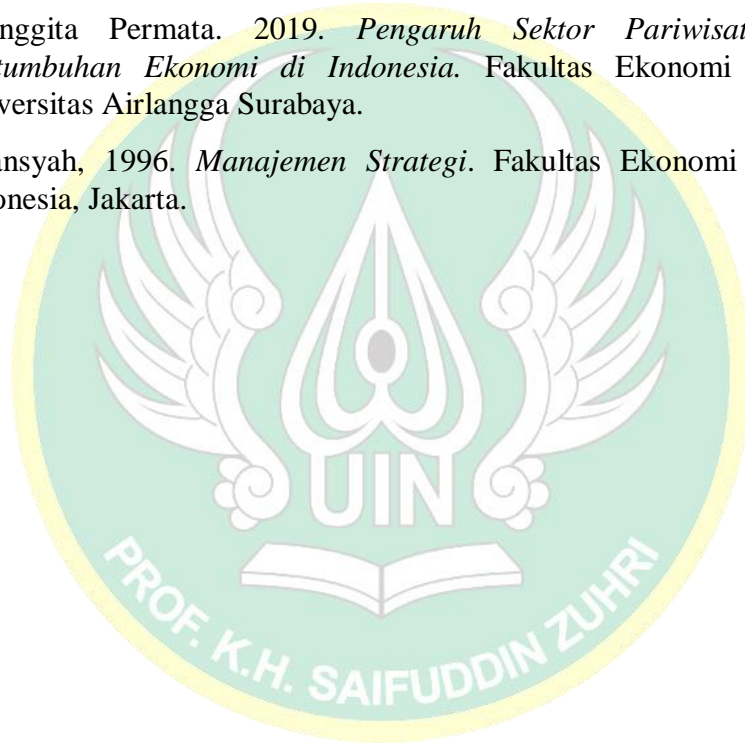 nggita Permata. 2019. Pengaruh Sektor Pariwisat
tumbuhan Ekonomi di Indonesia. Fakultas Ekonomi
versitas Airlangga Surabaya.
ansyah, 1996. Manajemen Strategi. Fakultas Ekonomi
onesia, Jakarta.
UIN
PROF. K.H. SAIFUDDIN ZUHRI